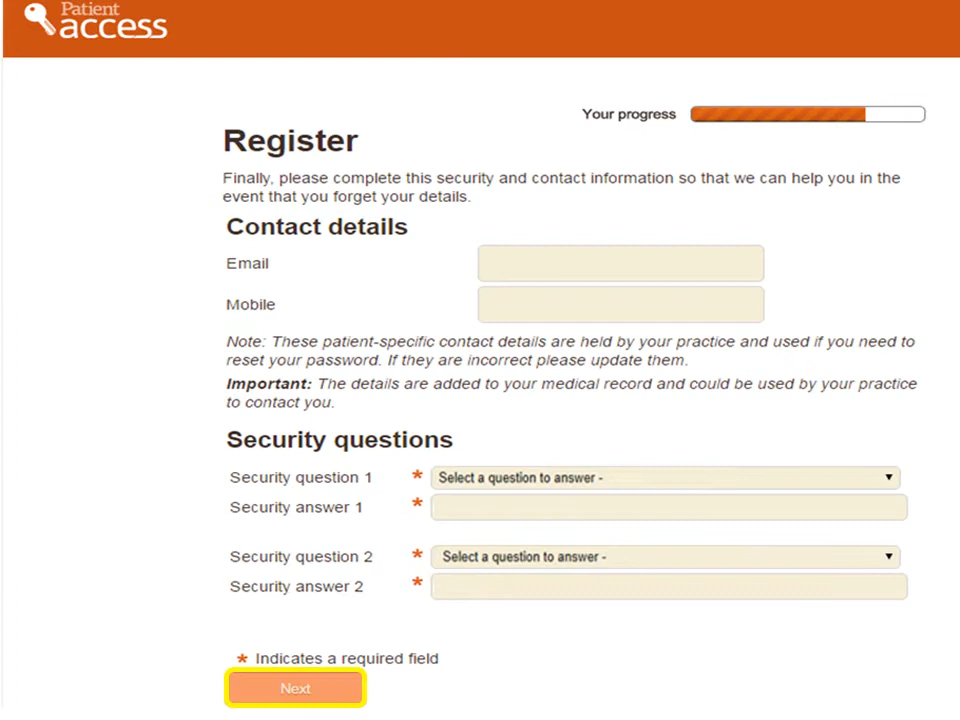 Patient
access
Your progress
Register
Finally, please complete this security and contact information so that we can help you in the
event that you forget your details.
Contact details
Email
Mobile
Note: These patient-specific contact details are held by your practice and used if you need to
reset your password. If they are incorrect please update them.
Important: The details are added to your medical record and could be used by your practice
to contact you.
Security questions
Security question 1 * Select a question to answer -
Security answer 1 *
Security question 2 * Select a question to answer -
Security answer 2 *
* Indicates a required field
Next